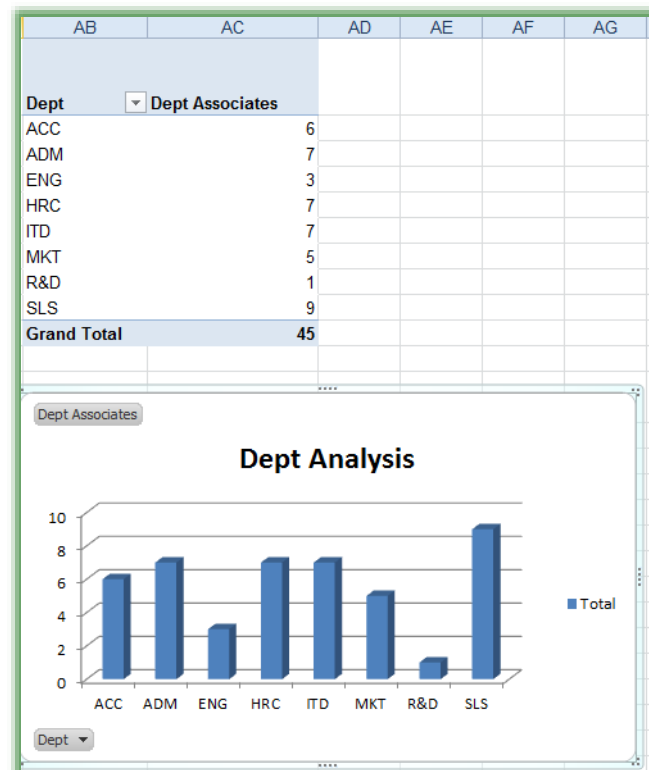 AB AC AD AE AF AG
Dept Dept Associates
ACC 6
ADM 7
ENG 3
HRC 7
ITD 7
MKT 5
R&D 1
SLS 9
Grand Total 45
Dept Associates
Dept Analysis
10
8
6
4
2
0
Total
ACC ADM ENG HRC ITD MKT R&D SLS
Dept